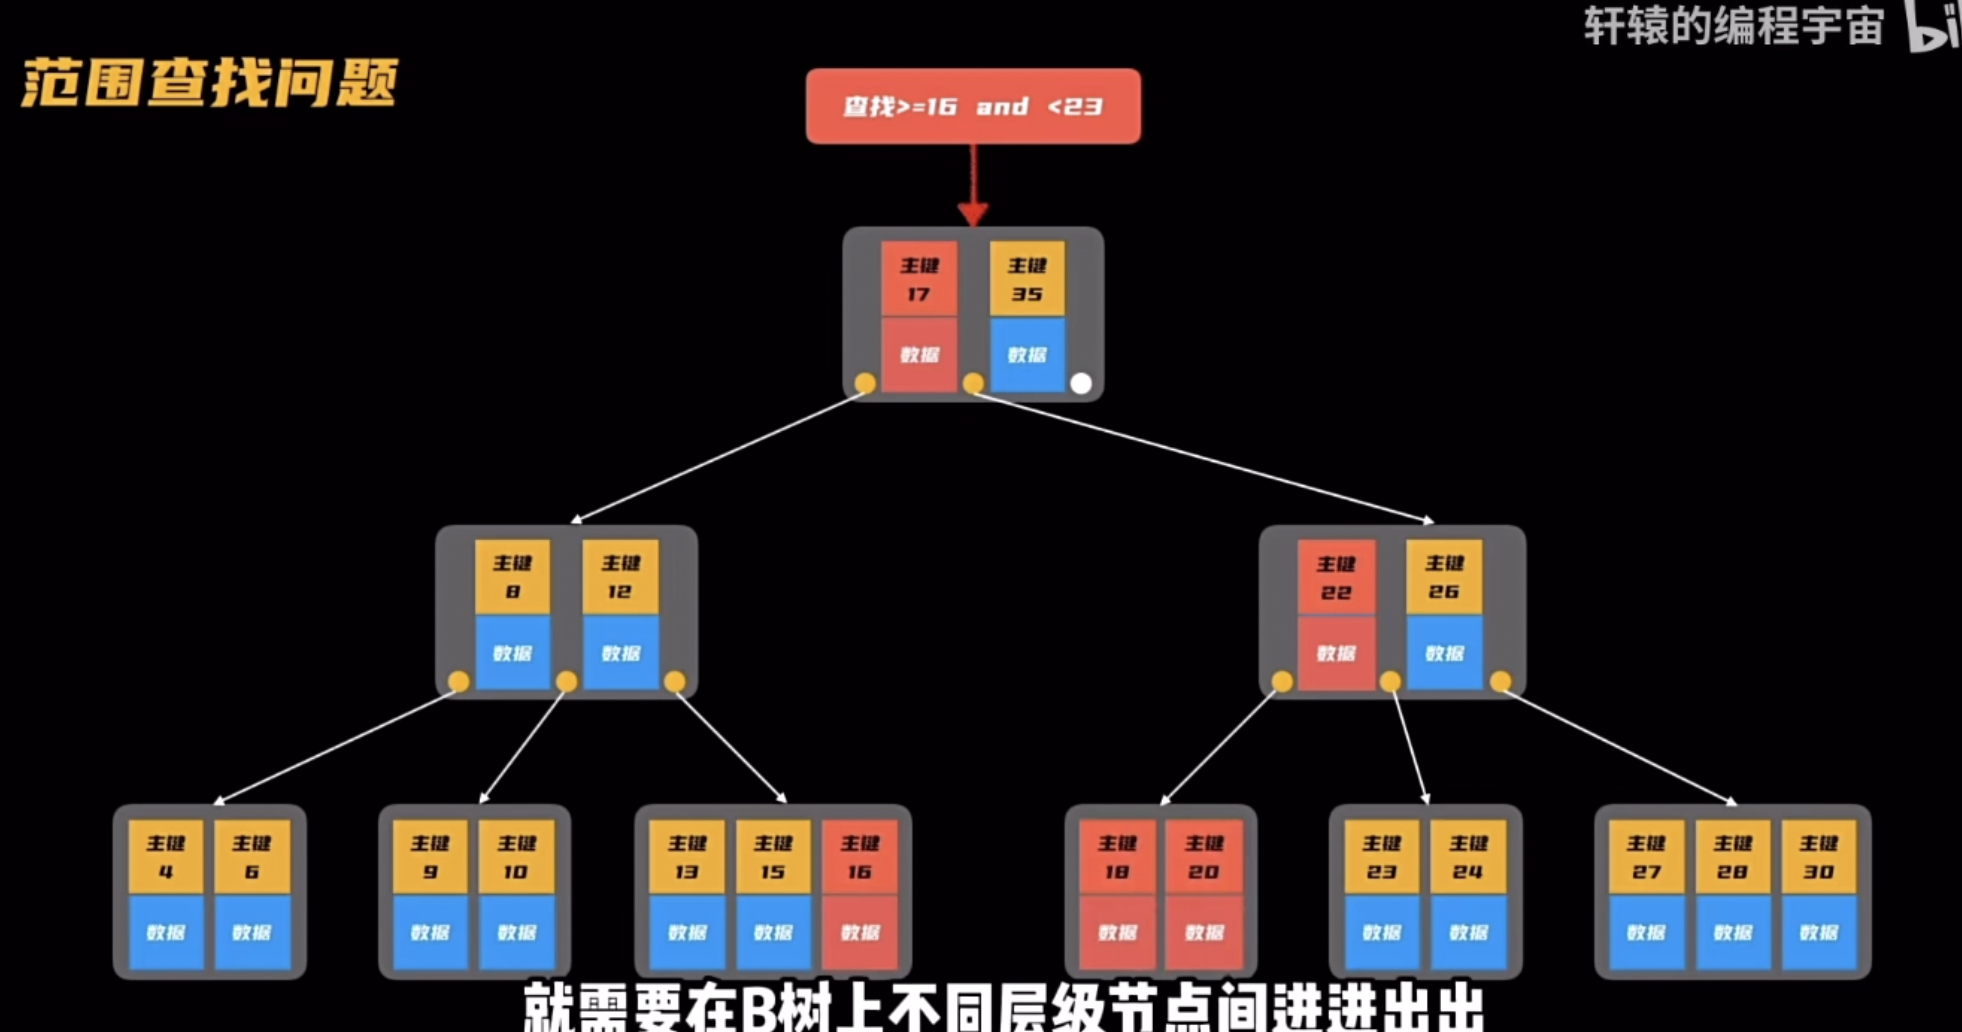 轩辕的编程宇宙
范围查找问题
查找>=16 and <23
主键 主键
17 35
数据 数据
主键 主键
8 12
数据 数据
主键 主键
22 26
数据 数据
主键 主键
4 6
数据 数据
主键 主键
9 10
数据 数据
主键 主键 主键
13 15 16
数据 数据 数据
主键 主键
18 20
数据 数据
主键 主键
23 24
数据 数据
主键 主键 主键
27 28 30
数据 数据 数据
就需要在B树上不同层级节点间进进出出